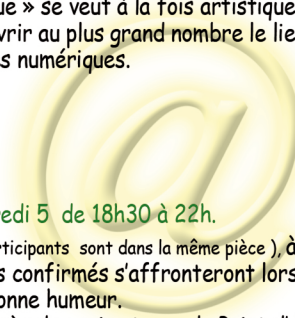 ue » se veut à la fois artistique
vrir au plus grand nombre le lie
s numériques.
@
edi 5 de 18h30 à 22h.
rticipants sont dans la même pièce ), à
s confirmés s'affronteront lors
onne humeur.